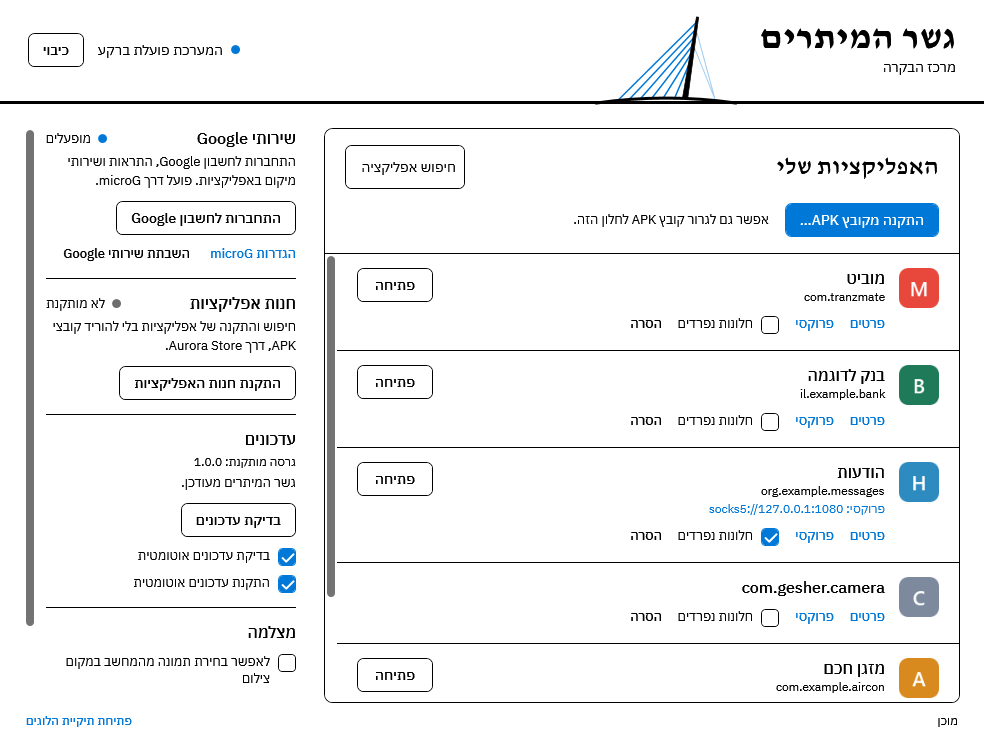 גשר המיתרים
מרכז הבקרה
המערכת פועלת ברקע
כיבוי
האפליקציות שלי
חיפוש אפליקציה
התקנה מקובץ APK...
אפשר גם לגרור קובץ APK לחלון הזה.
M
מוביט
com.tranzmate
פתיחה
פרטים פרוקסי חלונות נפרדים הסרה
B
בנק לדוגמה
il.example.bank
פתיחה
פרטים פרוקסי חלונות נפרדים הסרה
H
הודעות
org.example.messages
פרוקסי: socks5://127.0.0.1:1080
פתיחה
פרטים פרוקסי חלונות נפרדים הסרה
C
com.gesher.camera
פרטים פרוקסי חלונות נפרדים הסרה
A
מזגן חכם
com.example.aircon
פתיחה
שירותי Google
מופעלים
התחברות לחשבון Google, התראות ושירותי
מיקום באפליקציות. פועל דרך microG.
התחברות לחשבון Google
הגדרות microG השבתת שירותי Google
חנות אפליקציות
לא מותקנת
חיפוש והתקנה של אפליקציות בלי להוריד קובצי
APK, דרך Aurora Store.
התקנת חנות האפליקציות
עדכונים
גרסה מותקנת: 1.0.0
גשר המיתרים מעודכן.
בדיקת עדכונים
בדיקת עדכונים אוטומטית
התקנת עדכונים אוטומטית
מצלמה
לאפשר בחירת תמונה מהמחשב במקום
צילום
מוכן
פתיחת תיקיית הלוגים